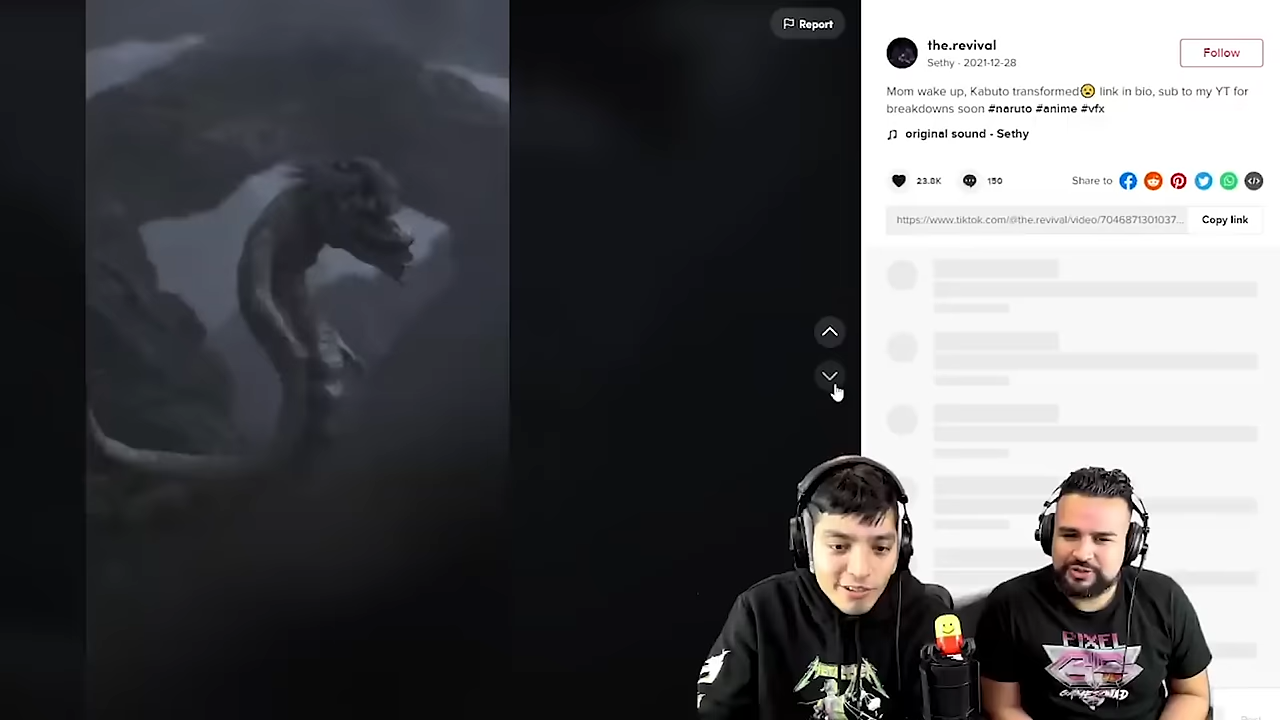 Report
the.revival
Sethy · 2021-12-28
Follow
Mom wake up, Kabuto transformed😧 link in bio, sub to my YT for
breakdowns soon #naruto #anime #vfx
original sound - Sethy
23.8K
150
Share to
https://www.tiktok.com/@the.revival/video/7046871301037...
Copy link
METALLICA
PIXEL